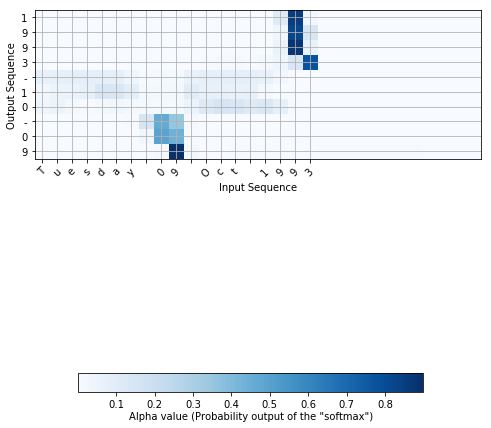 1
9
9
3
-
1
0
-
0
9
Output Sequence
T u e s d a y 0 9 O c t 1 9 9 3
Input Sequence
0.1 0.2 0.3 0.4 0.5 0.6 0.7 0.8
Alpha value (Probability output of the "softmax")